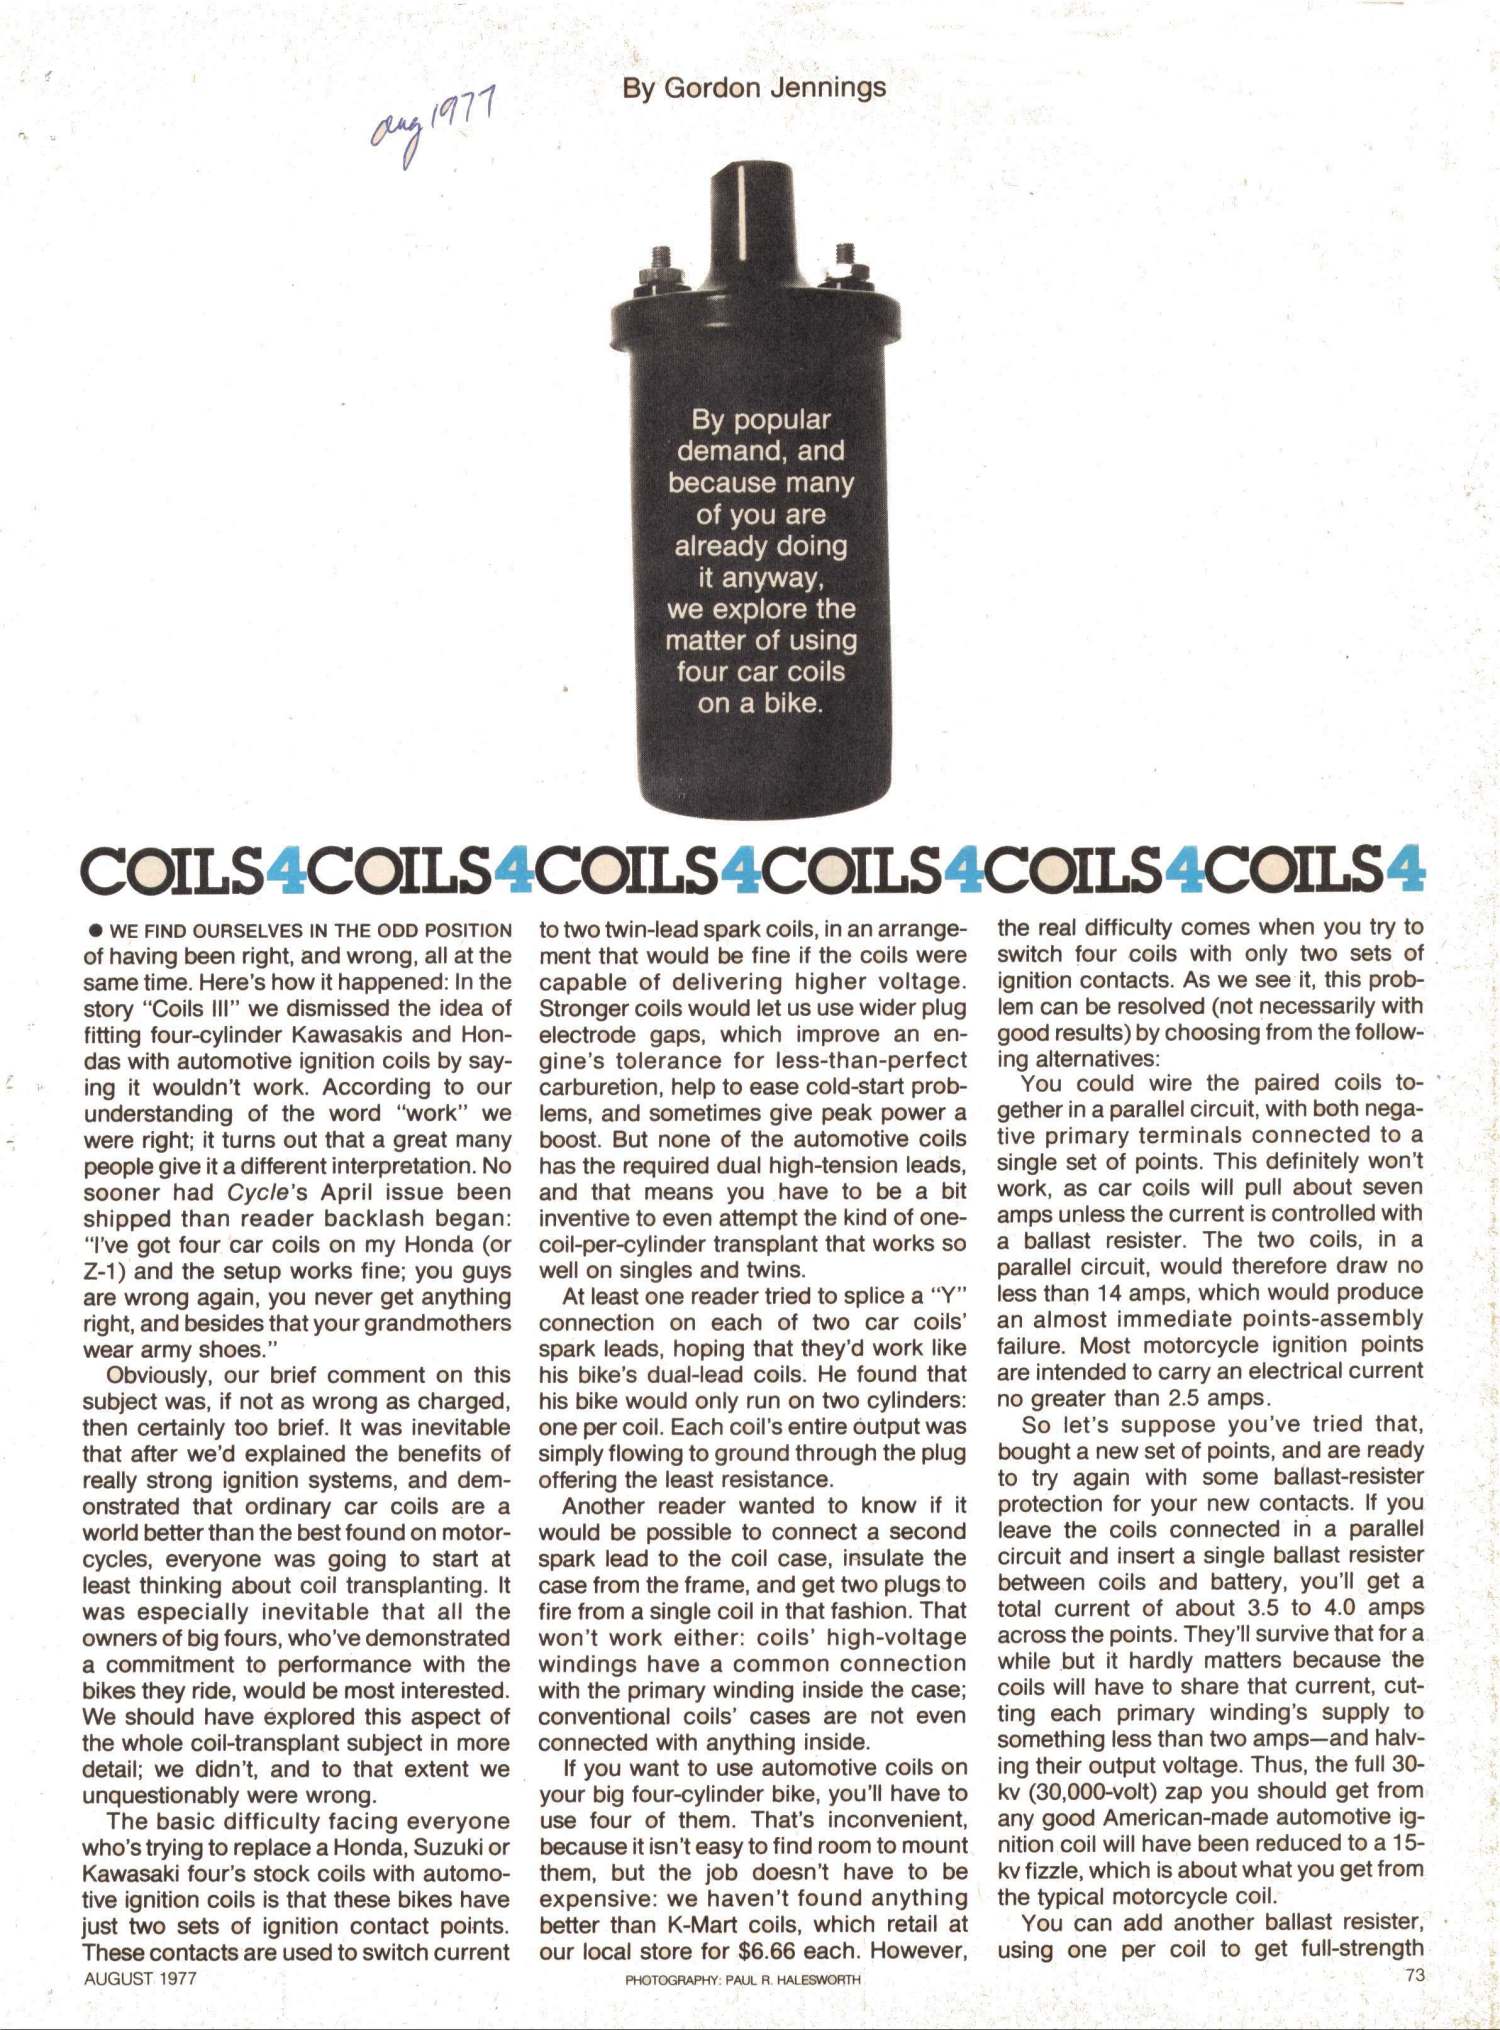 By Gordon Jennings
aug 1977
By popular
demand, and
because many
of you are
already doing
it anyway,
we explore the
matter of using
four car coils
on a bike.
COILS4COILS4COILS4COILS4COILS4COILS4
● WE FIND OURSELVES IN THE ODD POSITION
of having been right, and wrong, all at the
same time. Here's how it happened: In the
story "Coils III" we dismissed the idea of
fitting four-cylinder Kawasakis and Hon-
das with automotive ignition coils by say-
ing it wouldn't work. According to our
understanding of the word "work" we
were right; it turns out that a great many
people give it a different interpretation. No
sooner had Cycle's April issue been
shipped than reader backlash began:
"I've got four car coils on my Honda (or
Z-1) and the setup works fine; you guys
are wrong again, you never get anything
right, and besides that your grandmothers
wear army shoes."
Obviously, our brief comment on this
subject was, if not as wrong as charged,
then certainly too brief. It was inevitable
that after we'd explained the benefits of
really strong ignition systems, and dem-
onstrated that ordinary car coils are a
world better than the best found on motor-
cycles, everyone was going to start at
least thinking about coil transplanting. It
was especially inevitable that all the
owners of big fours, who've demonstrated
a commitment to performance with the
bikes they ride, would be most interested.
We should have explored this aspect of
the whole coil-transplant subject in more
detail; we didn't, and to that extent we
unquestionably were wrong.
The basic difficulty facing everyone
who's trying to replace a Honda, Suzuki or
Kawasaki four's stock coils with automo-
tive ignition coils is that these bikes have
just two sets of ignition contact points.
These contacts are used to switch current
to two twin-lead spark coils, in an arrange-
ment that would be fine if the coils were
capable of delivering higher voltage.
Stronger coils would let us use wider plug
electrode gaps, which improve an en-
gine's tolerance for less-than-perfect
carburetion, help to ease cold-start prob-
lems, and sometimes give peak power a
boost. But none of the automotive coils
has the required dual high-tension leads,
and that means you have to be a bit
inventive to even attempt the kind of one-
coil-per-cylinder transplant that works so
well on singles and twins.
At least one reader tried to splice a "Y"
connection on each of two car coils'
spark leads, hoping that they'd work like
his bike's dual-lead coils. He found that
his bike would only run on two cylinders:
one per coil. Each coil's entire output was
simply flowing to ground through the plug
offering the least resistance.
Another reader wanted to know if it
would be possible to connect a second
spark lead to the coil case, insulate the
case from the frame, and get two plugs to
fire from a single coil in that fashion. That
won't work either: coils' high-voltage
windings have a common connection
with the primary winding inside the case;
conventional coils' cases are not even
connected with anything inside.
If you want to use automotive coils on
your big four-cylinder bike, you'll have to
use four of them. That's inconvenient,
because it isn't easy to find room to mount
them, but the job doesn't have to be
expensive: we haven't found anything
better than K-Mart coils, which retail at
our local store for $6.66 each. However,
the real difficulty comes when you try to
switch four coils with only two sets of
ignition contacts. As we see it, this prob-
lem can be resolved (not necessarily with
good results) by choosing from the follow-
ing alternatives:
You could wire the paired coils to-
gether in a parallel circuit, with both nega-
tive primary terminals connected to a
single set of points. This definitely won't
work, as car coils will pull about seven
amps unless the current is controlled with
a ballast resister. The two coils, in a
parallel circuit, would therefore draw no
less than 14 amps, which would produce
an almost immediate points-assembly
failure. Most motorcycle ignition points
are intended to carry an electrical current
no greater than 2.5 amps.
So let's suppose you've tried that,
bought a new set of points, and are ready
to try again with some ballast-resister
protection for your new contacts. If you
leave the coils connected in a parallel
circuit and insert a single ballast resister
between coils and battery, you'll get a
total current of about 3.5 to 4.0 amps
across the points. They'll survive that for a
while but it hardly matters because the
coils will have to share that current, cut-
ting each primary winding's supply to
something less than two amps—and halv-
ing their output voltage. Thus, the full 30-
kv (30,000-volt) zap you should get from
any good American-made automotive ig-
nition coil will have been reduced to a 15-
kv fizzle, which is about what you get from
the typical motorcycle coil.
You can add another ballast resister,
using one per coil to get full-strength
AUGUST 1977
PHOTOGRAPHY: PAUL R. HALESWORTH
73